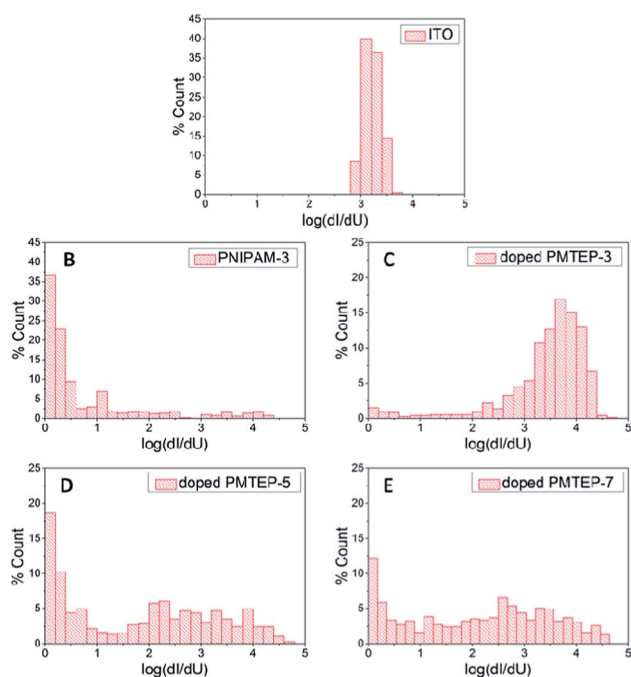 45
40
35
30
25
20
15
10
5
0
% Count
ITO
0 1 2 3 4 5
log(dI/dU)
B
45
40
35
30
25
20
15
10
5
0
% Count
PNIPAM-3
0 1 2 3 4 5
log(dI/dU)
C
25
20
15
10
5
0
% Count
doped PMTEP-3
0 1 2 3 4 5
log(dI/dU)
D
25
20
15
10
5
0
% Count
doped PMTEP-5
0 1 2 3 4 5
log(dI/dU)
E
25
20
15
10
5
0
% Count
doped PMTEP-7
0 1 2 3 4 5
log(dI/dU)